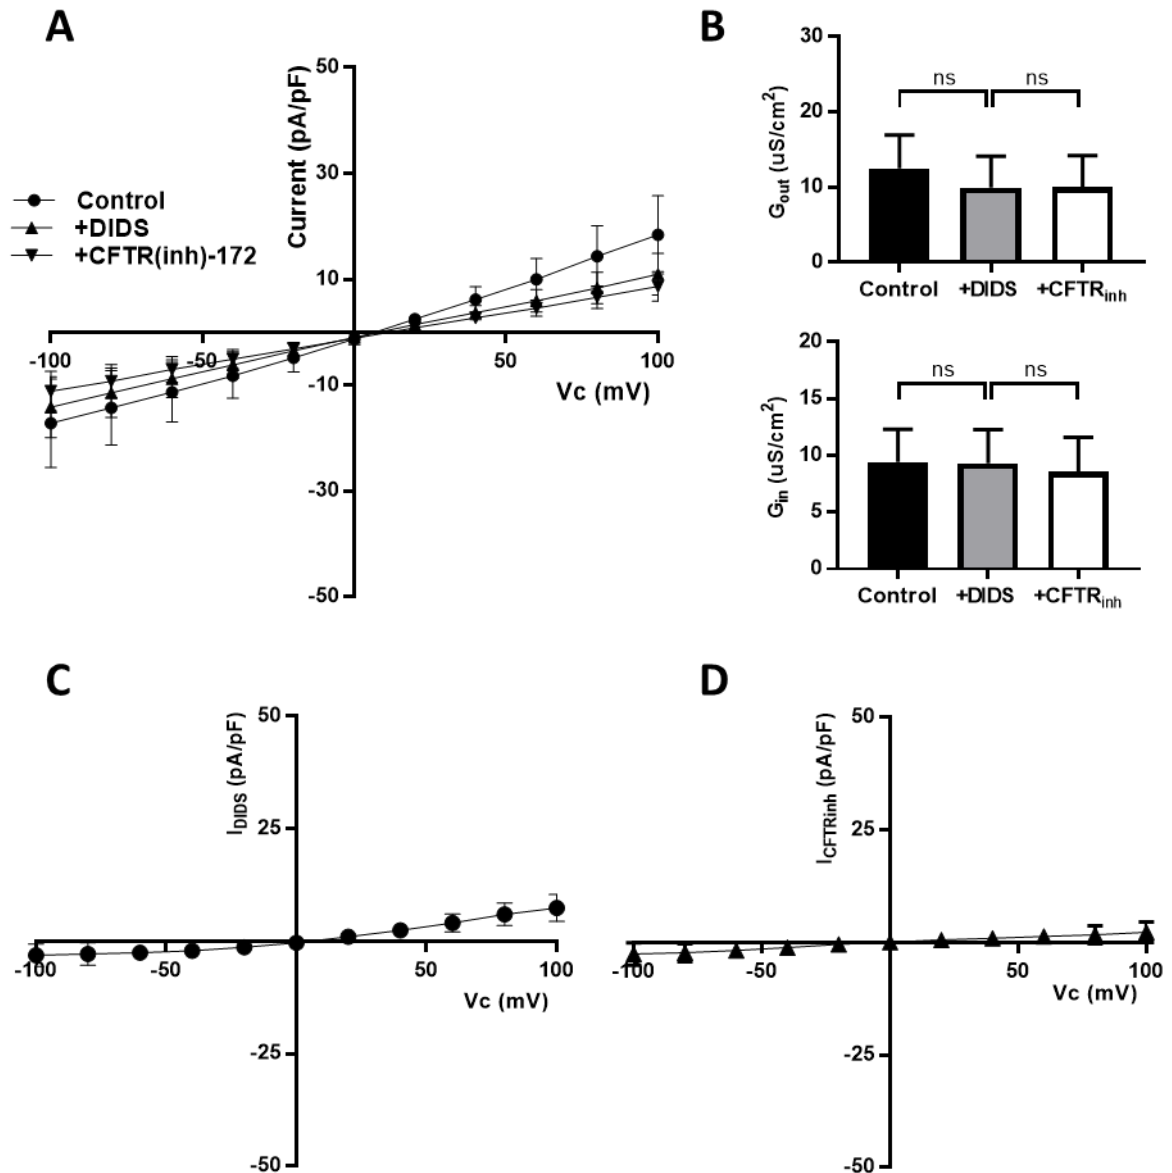 A
50
30
10
-10
-30
-50
Current (pA/pF)
-100
-50
50
100
Vc (mV)
Control
+DIDS
+CFTR(inh)-172
B
30
20
10
0
Gout (uS/cm2)
ns
ns
Control
+DIDS
+CFTRinh
20
15
10
5
0
Gin (uS/cm2)
ns
ns
Control
+DIDS
+CFTRinh
C
50
25
-25
-50
IDIDS (pA/pF)
-100
-50
50
100
Vc (mV)
D
50
25
-25
-50
ICFTRinh (pA/pF)
-100
-50
50
100
Vc (mV)